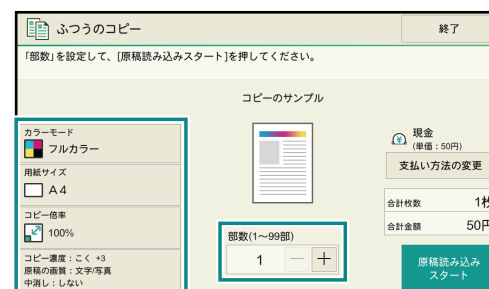 ふつうのコピー
終了
「部数」を設定して、[原稿読み込みスタート]を押してください。
コピーのサンプル
カラーモード
フルカラー
用紙サイズ
A4
コピー倍率
100%
コピー濃度:こく +3
原稿の画質:文字/写真
中消し:しない
部数(1〜99部)
1
現金
(単価:50円)
支払い方法の変更
合計枚数 1枚
合計金額 50円
原稿読み込み
スタート